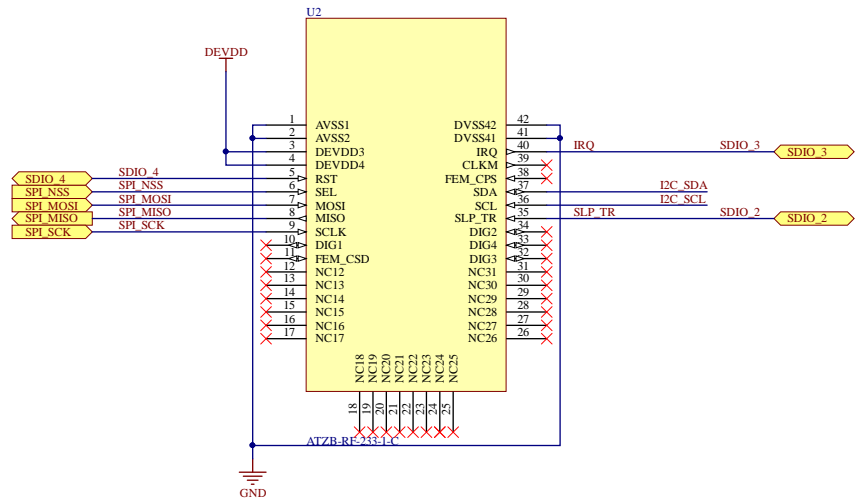 U2
DEVDD
1 AVSS1 DVSS42 42
2 AVSS2 DVSS41 41
3 DEVDD3 IRQ 40 IRQ SDIO_3 SDIO_3
4 DEVDD4 CLKM 39
SDIO_4 SDIO_4 5 RST FEM_CPS 38
SPI_NSS SPI_NSS 6 SEL SDA 37 I2C_SDA
SPI_MOSI SPI_MOSI 7 MOSI SCL 36 I2C_SCL
SPI_MISO SPI_MISO 8 MISO SLP_TR 35 SLP_TR SDIO_2 SDIO_2
SPI_SCK SPI_SCK 9 SCLK DIG2 34
10 DIG1 DIG4 33
11 FEM_CSD DIG3 32
12 NC12 NC31 31
13 NC13 NC30 30
14 NC14 NC29 29
15 NC15 NC28 28
16 NC16 NC27 27
17 NC17 NC26 26
NC18 NC19 NC20 NC21 NC22 NC23 NC24 NC25
18 19 20 21 22 23 24 25
ATZB-RF-233-1-C
GND